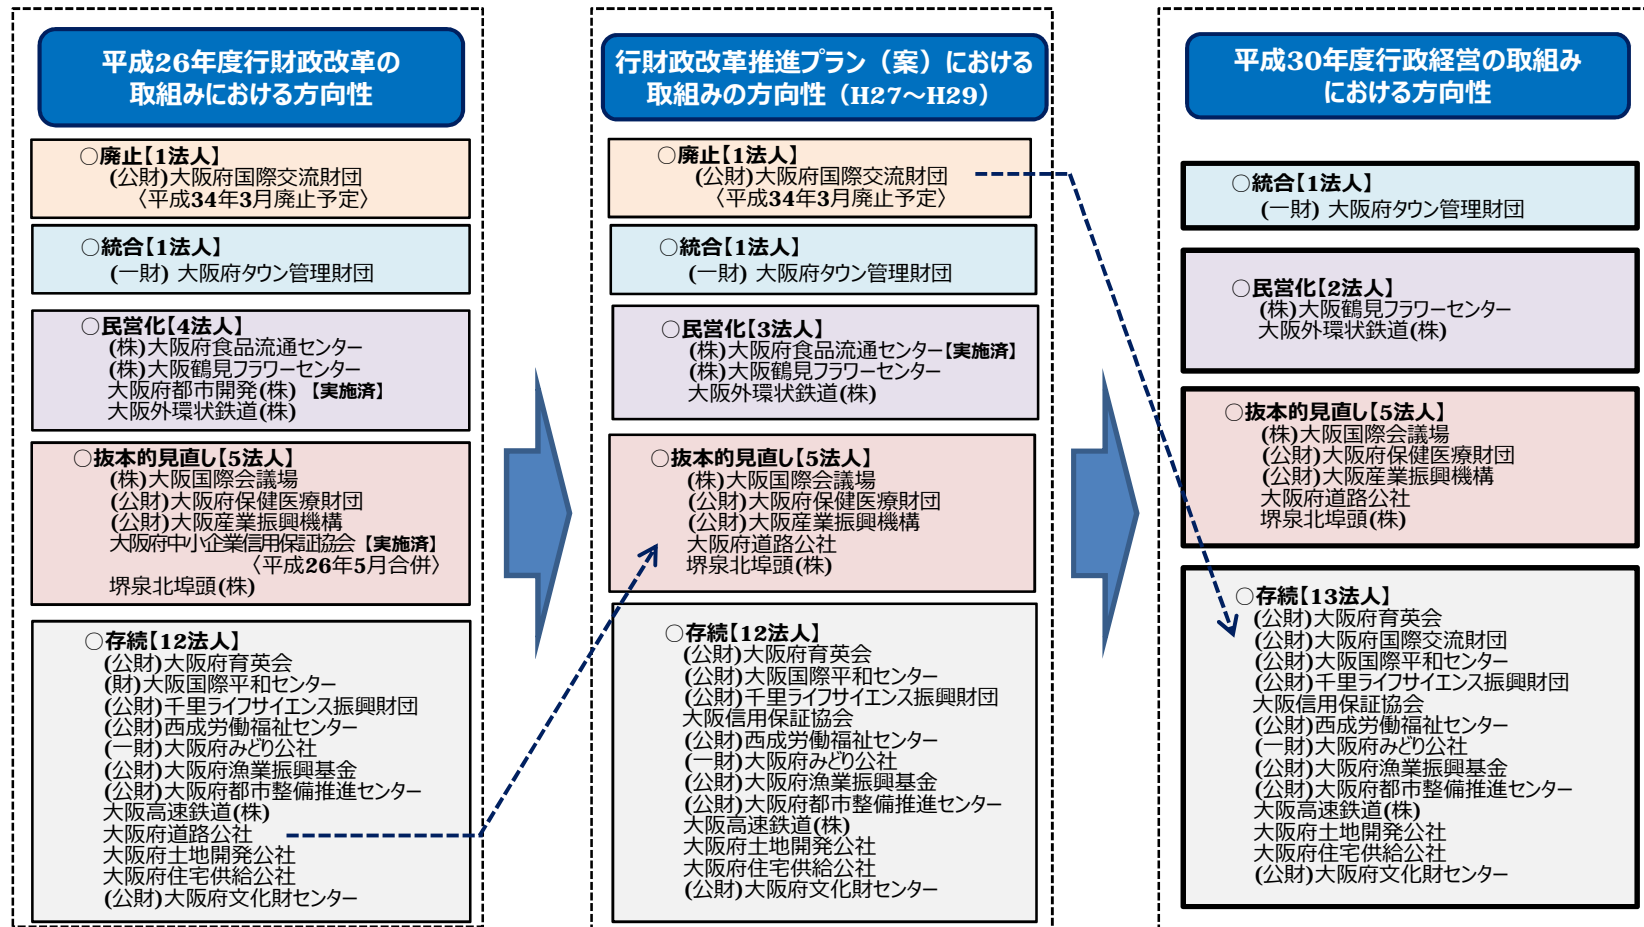 平成26年度行財政改革の
取組みにおける方向性
○廃止【1法人】
(公財)大阪府国際交流財団
〈平成34年3月廃止予定〉
○統合【1法人】
(一財) 大阪府タウン管理財団
○民営化【4法人】
(株)大阪府食品流通センター
(株)大阪鶴見フラワーセンター
大阪府都市開発(株) 【実施済】
大阪外環状鉄道(株)
○抜本的見直し【5法人】
(株)大阪国際会議場
(公財)大阪府保健医療財団
(公財)大阪産業振興機構
大阪府中小企業信用保証協会【実施済】
〈平成26年5月合併〉
堺泉北埠頭(株)
○存続【12法人】
(公財)大阪府育英会
(財)大阪国際平和センター
(公財)千里ライフサイエンス振興財団
(公財)西成労働福祉センター
(一財)大阪府みどり公社
(公財)大阪府漁業振興基金
(公財)大阪府都市整備推進センター
大阪高速鉄道(株)
大阪府道路公社
大阪府土地開発公社
大阪府住宅供給公社
(公財)大阪府文化財センター
行財政改革推進プラン（案）における
取組みの方向性（H27～H29）
○廃止【1法人】
(公財)大阪府国際交流財団
〈平成34年3月廃止予定〉
○統合【1法人】
(一財) 大阪府タウン管理財団
○民営化【3法人】
(株)大阪府食品流通センター【実施済】
(株)大阪鶴見フラワーセンター
大阪外環状鉄道(株)
○抜本的見直し【5法人】
(株)大阪国際会議場
(公財)大阪府保健医療財団
(公財)大阪産業振興機構
大阪府道路公社
堺泉北埠頭(株)
○存続【12法人】
(公財)大阪府育英会
(公財)大阪国際平和センター
(公財)千里ライフサイエンス振興財団
大阪信用保証協会
(公財)西成労働福祉センター
(一財)大阪府みどり公社
(公財)大阪府漁業振興基金
(公財)大阪府都市整備推進センター
大阪高速鉄道(株)
大阪府土地開発公社
大阪府住宅供給公社
(公財)大阪府文化財センター
平成30年度行政経営の取組み
における方向性
○統合【1法人】
(一財) 大阪府タウン管理財団
○民営化【2法人】
(株)大阪鶴見フラワーセンター
大阪外環状鉄道(株)
○抜本的見直し【5法人】
(株)大阪国際会議場
(公財)大阪府保健医療財団
(公財)大阪産業振興機構
大阪府道路公社
堺泉北埠頭(株)
○存続【13法人】
(公財)大阪府育英会
(公財)大阪府国際交流財団
(公財)大阪国際平和センター
(公財)千里ライフサイエンス振興財団
大阪信用保証協会
(公財)西成労働福祉センター
(一財)大阪府みどり公社
(公財)大阪府漁業振興基金
(公財)大阪府都市整備推進センター
大阪高速鉄道(株)
大阪府土地開発公社
大阪府住宅供給公社
(公財)大阪府文化財センター